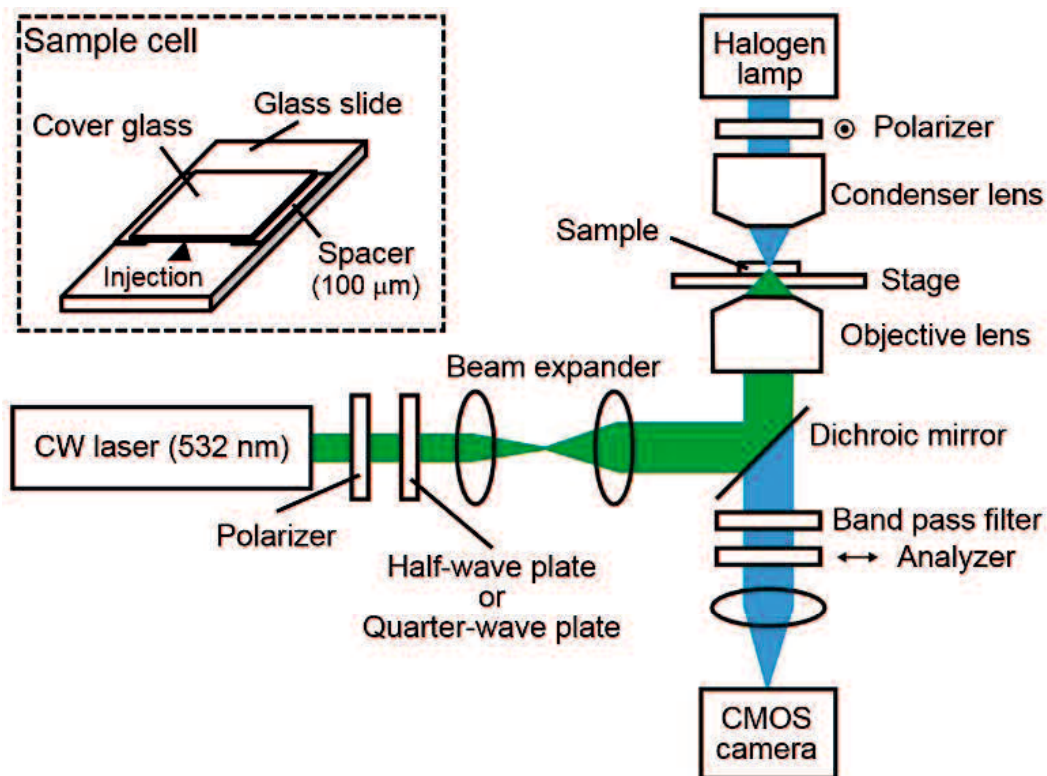 Sample cell
Glass slide
Cover glass
Spacer
(100 μm)
Injection
Halogen
lamp
Polarizer
Condenser lens
Sample
Stage
Objective lens
Beam expander
CW laser (532 nm)
Dichroic mirror
Polarizer
Half-wave plate
or
Quarter-wave plate
Band pass filter
Analyzer
CMOS
camera